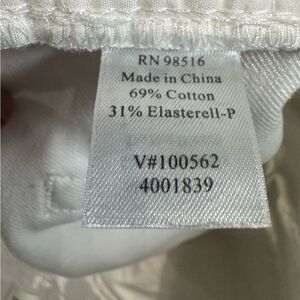 RN 98516
Made in China
69% Cotton
31% Elasterell-P
V#100562
4001839